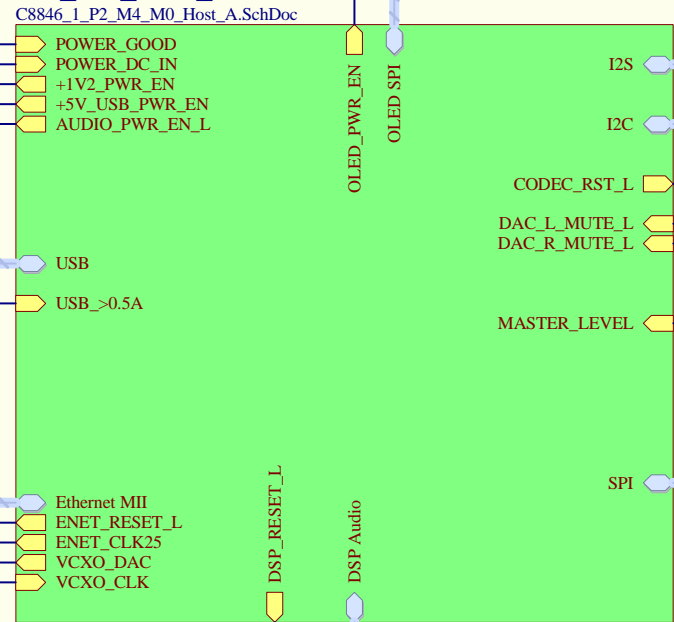 C8846_1_P2_M4_M0_Host_A.SchDoc
POWER_GOOD
POWER_DC_IN
+1V2_PWR_EN
+5V_USB_PWR_EN
AUDIO_PWR_EN_L
OLED_PWR_EN
OLED SPI
I2S
I2C
CODEC_RST_L
DAC_L_MUTE_L
DAC_R_MUTE_L
USB
USB_>0.5A
MASTER_LEVEL
SPI
Ethernet MII
ENET_RESET_L
ENET_CLK25
VCXO_DAC
VCXO_CLK
DSP_RESET_L
DSP Audio